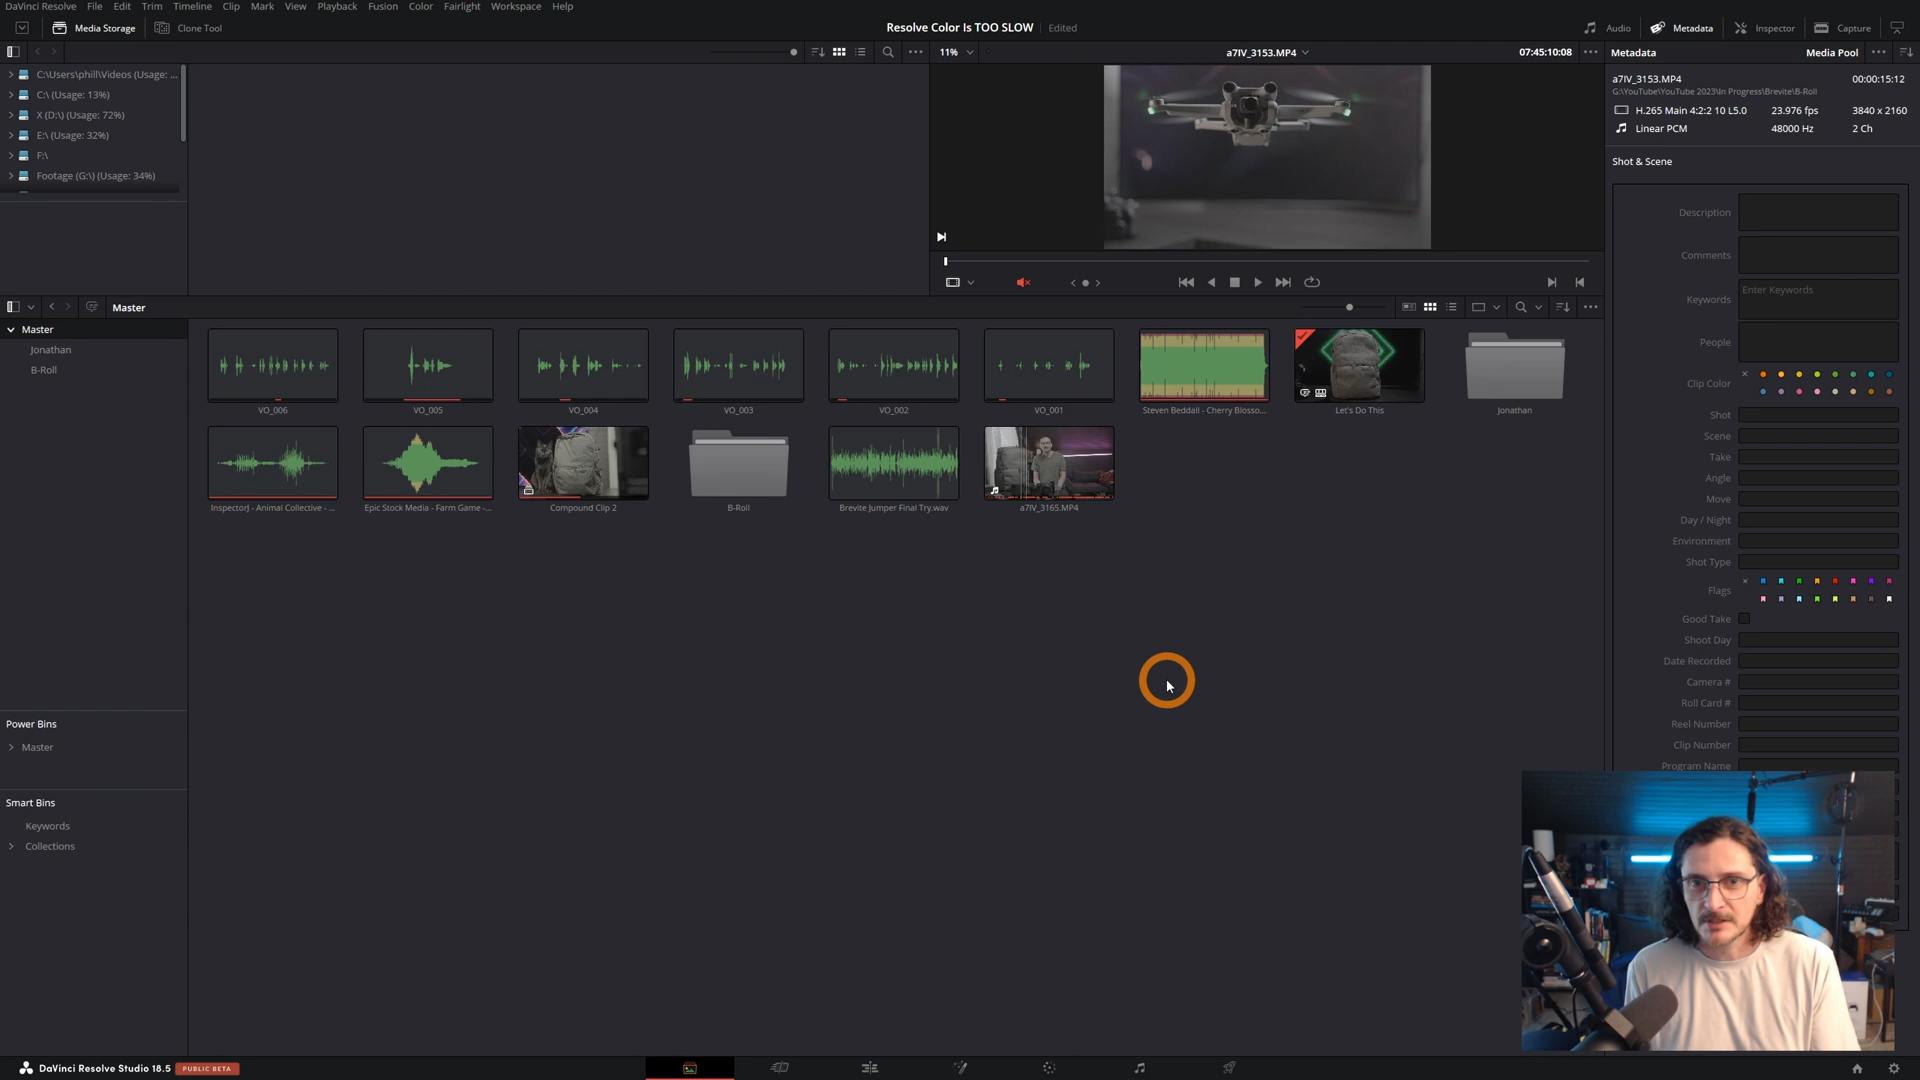 DaVinci Resolve File Edit Trim Timeline Clip Mark View Playback Fusion Color Fairlight Workspace Help
Media Storage Clone Tool Resolve Color Is TOO SLOW Edited Audio Metadata Inspector Capture
11% a7IV_3153.MP4 07:45:10:08 Metadata Media Pool
C:\Users\phill\Videos (Usage: ...
C:\ (Usage: 13%)
X (D:\) (Usage: 72%)
E:\ (Usage: 32%)
F:\
Footage (G:\) (Usage: 34%)
a7IV_3153.MP4 00:00:15:12
G:\YouTube\YouTube 2023\In Progress\Brevite\B-Roll
H.265 Main 4:2:2 10 L5.0 23.976 fps 3840 x 2160
Linear PCM 48000 Hz 2 Ch
Shot & Scene
Description
Comments
Keywords Enter Keywords
People
Clip Color
Shot
Scene
Take
Angle
Move
Day / Night
Environment
Shot Type
Flags
Good Take
Shoot Day
Date Recorded
Camera #
Roll Card #
Reel Number
Clip Number
Program Name
Master
Master
Jonathan
B-Roll
VO_006 VO_005 VO_004 VO_003 VO_002 VO_001 Steven Beddall - Cherry Blosso... Let's Do This Jonathan
InspectorJ - Animal Collective - ... Epic Stock Media - Farm Game -... Compound Clip 2 B-Roll Brevite Jumper Final Try.wav a7IV_3165.MP4
Power Bins
Master
Smart Bins
Keywords
Collections
DaVinci Resolve Studio 18.5 PUBLIC BETA